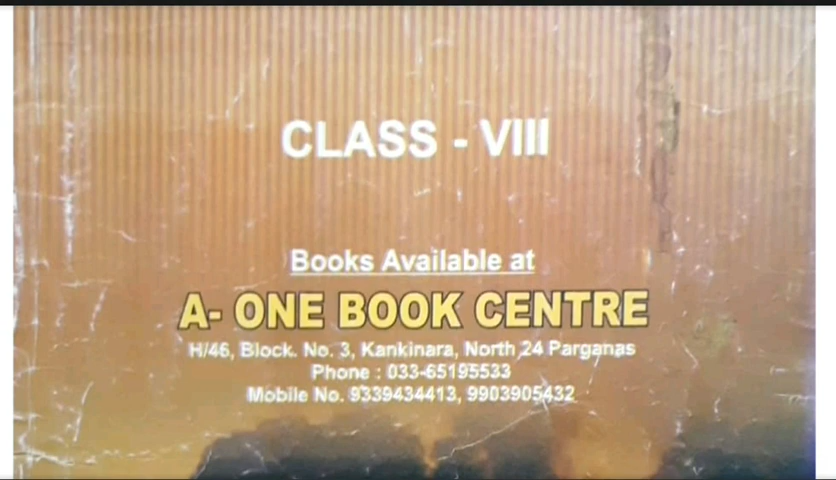 CLASS - VIII
Books Available at
A- ONE BOOK CENTRE
H/46, Block. No. 3, Kankinara, North 24 Parganas
Phone : 033-65195533
Mobile No. 9339434413, 9903905432